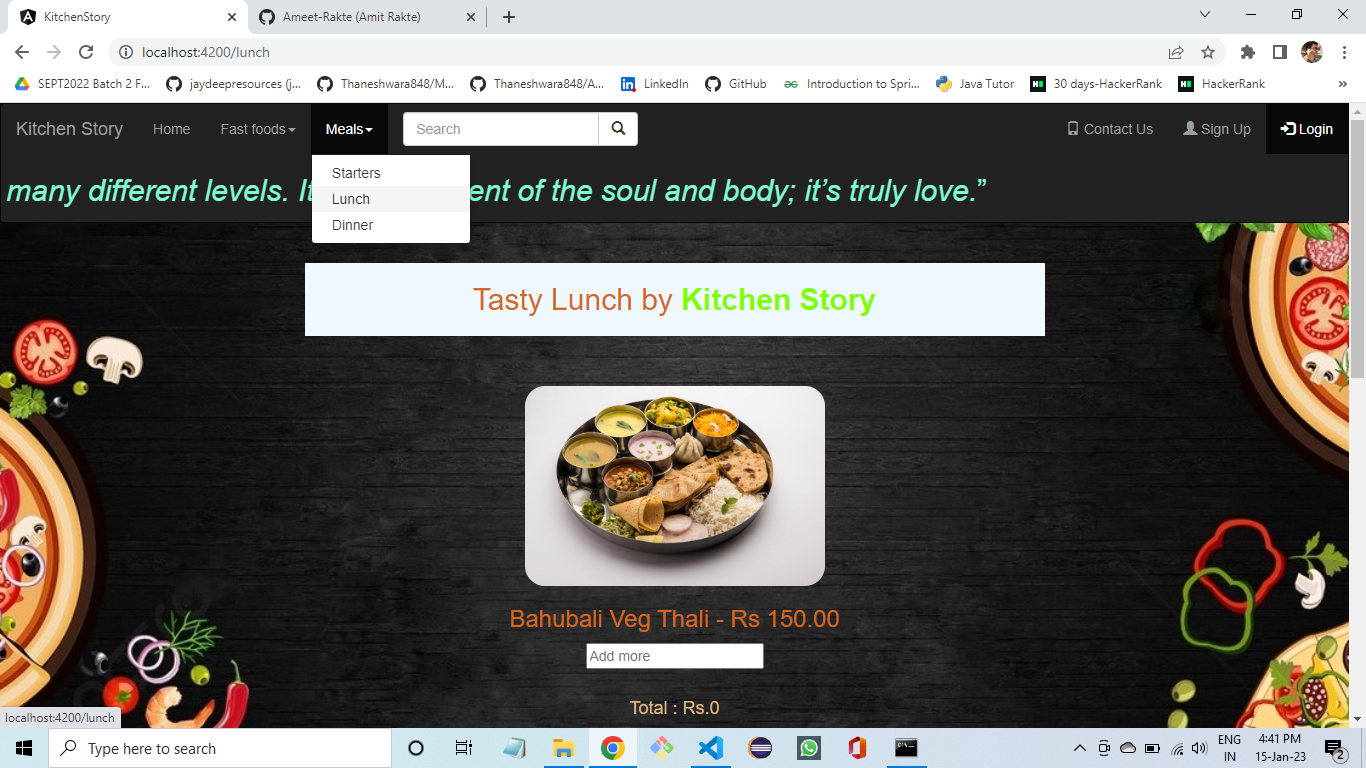 KitchenStory
Ameet-Rakte (Amit Rakte)
localhost:4200/lunch
SEPT2022 Batch 2 F...
jaydeepresources (j...
Thaneshwara848/M...
Thaneshwara848/A...
LinkedIn
GitHub
Introduction to Spri...
Java Tutor
30 days-HackerRank
HackerRank
»
Kitchen Story
Home
Fast foods
Meals
Search
Contact Us
Sign Up
Login
Starters
Lunch
Dinner
many different levels. It ent of the soul and body; it’s truly love.”
Tasty Lunch by Kitchen Story
Bahubali Veg Thali - Rs 150.00
Add more
Total : Rs.0
localhost:4200/lunch
Type here to search
ENG
IN
4:41 PM
15-Jan-23
2